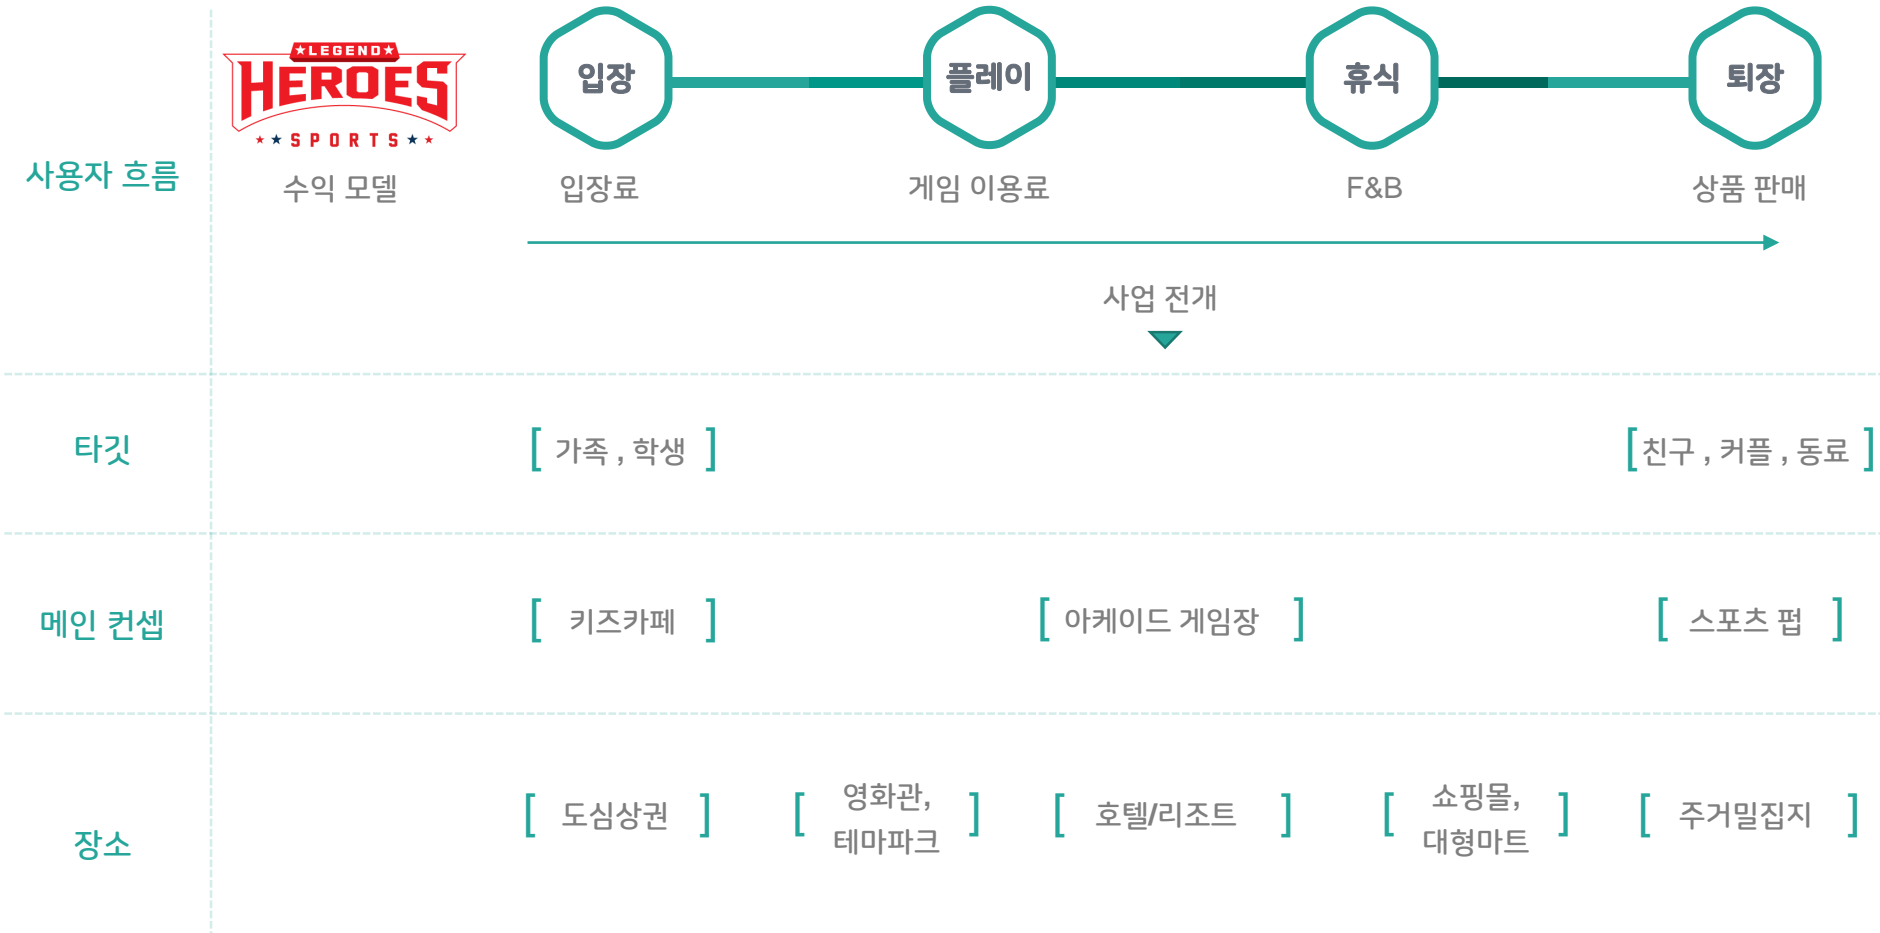 LEGEND
HEROES
SPORTS
입장
플레이
휴식
퇴장
사용자 흐름
수익 모델
입장료
게임 이용료
F&B
상품 판매
사업 전개
타깃
[ 가족 , 학생 ]
[ 친구 , 커플 , 동료 ]
메인 컨셉
[ 키즈카페 ]
[ 아케이드 게임장 ]
[ 스포츠 펍 ]
장소
[ 도심상권 ]
[ 영화관,
테마파크 ]
[ 호텔/리조트 ]
[ 쇼핑몰,
대형마트 ]
[ 주거밀집지 ]